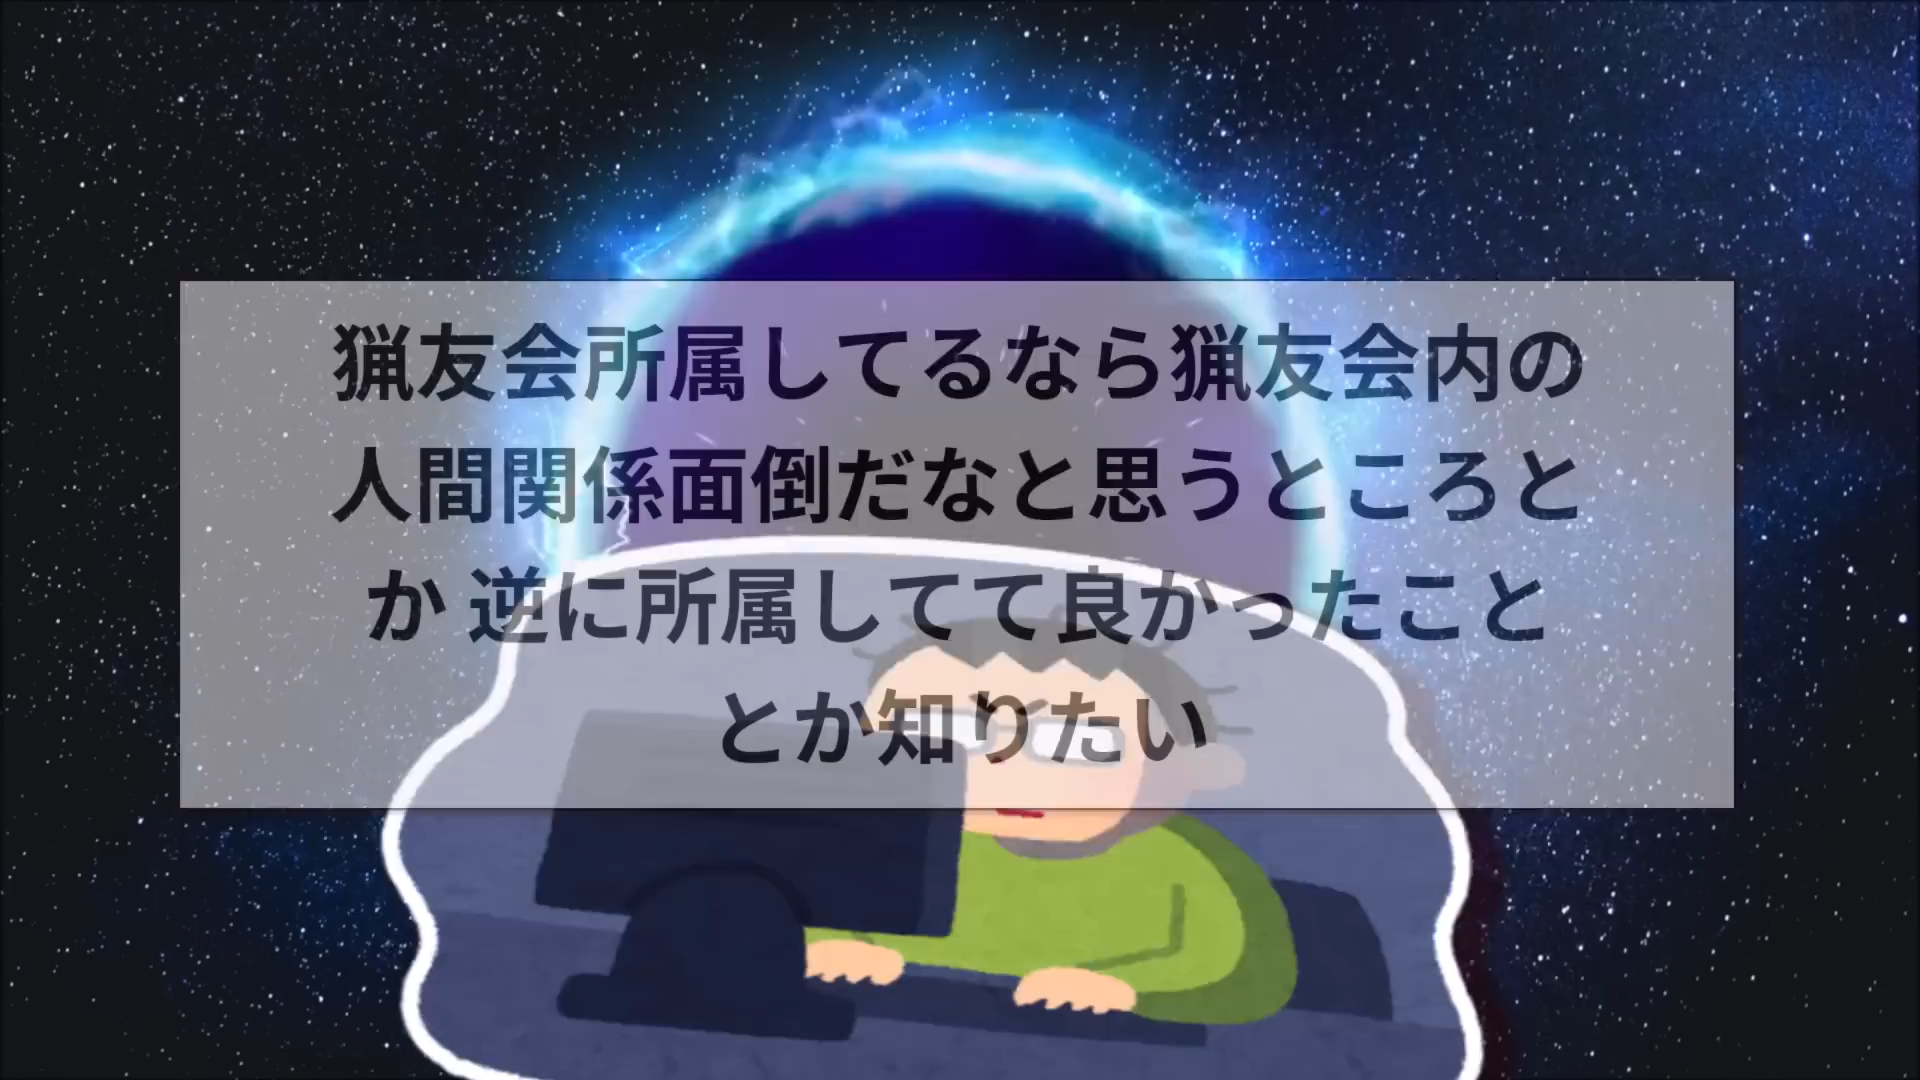 猟友会所属してるなら猟友会内の
人間関係面倒だなと思うところと
か 逆に所属してて良かったこと
とか知りたい